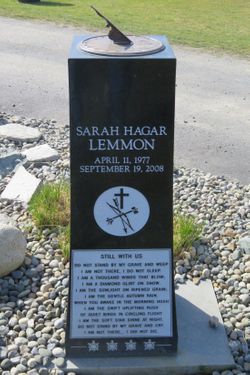 SARAH HAGAR
LEMMON
APRIL 11, 1977
SEPTEMBER 19, 2008
STILL WITH US
DO NOT STAND BY MY GRAVE AND WEEP
I AM NOT THERE, I DO NOT SLEEP.
I AM A THOUSAND WINDS THAT BLOW,
I AM A DIAMOND GLINT ON SNOW.
I AM THE SUNLIGHT ON RIPENED GRAIN,
I AM THE GENTLE AUTUMN RAIN.
WHEN YOU AWAKE IN THE MORNING HUSH
I AM THE SWIFT UPLIFTING RUSH
OF QUIET BIRDS IN CIRCLING FLIGHT
I AM THE SOFT STAR SHINE AT NIGHT.
DO NOT STAND BY MY GRAVE AND CRY.
I AM NOT THERE, I DID NOT DIE.